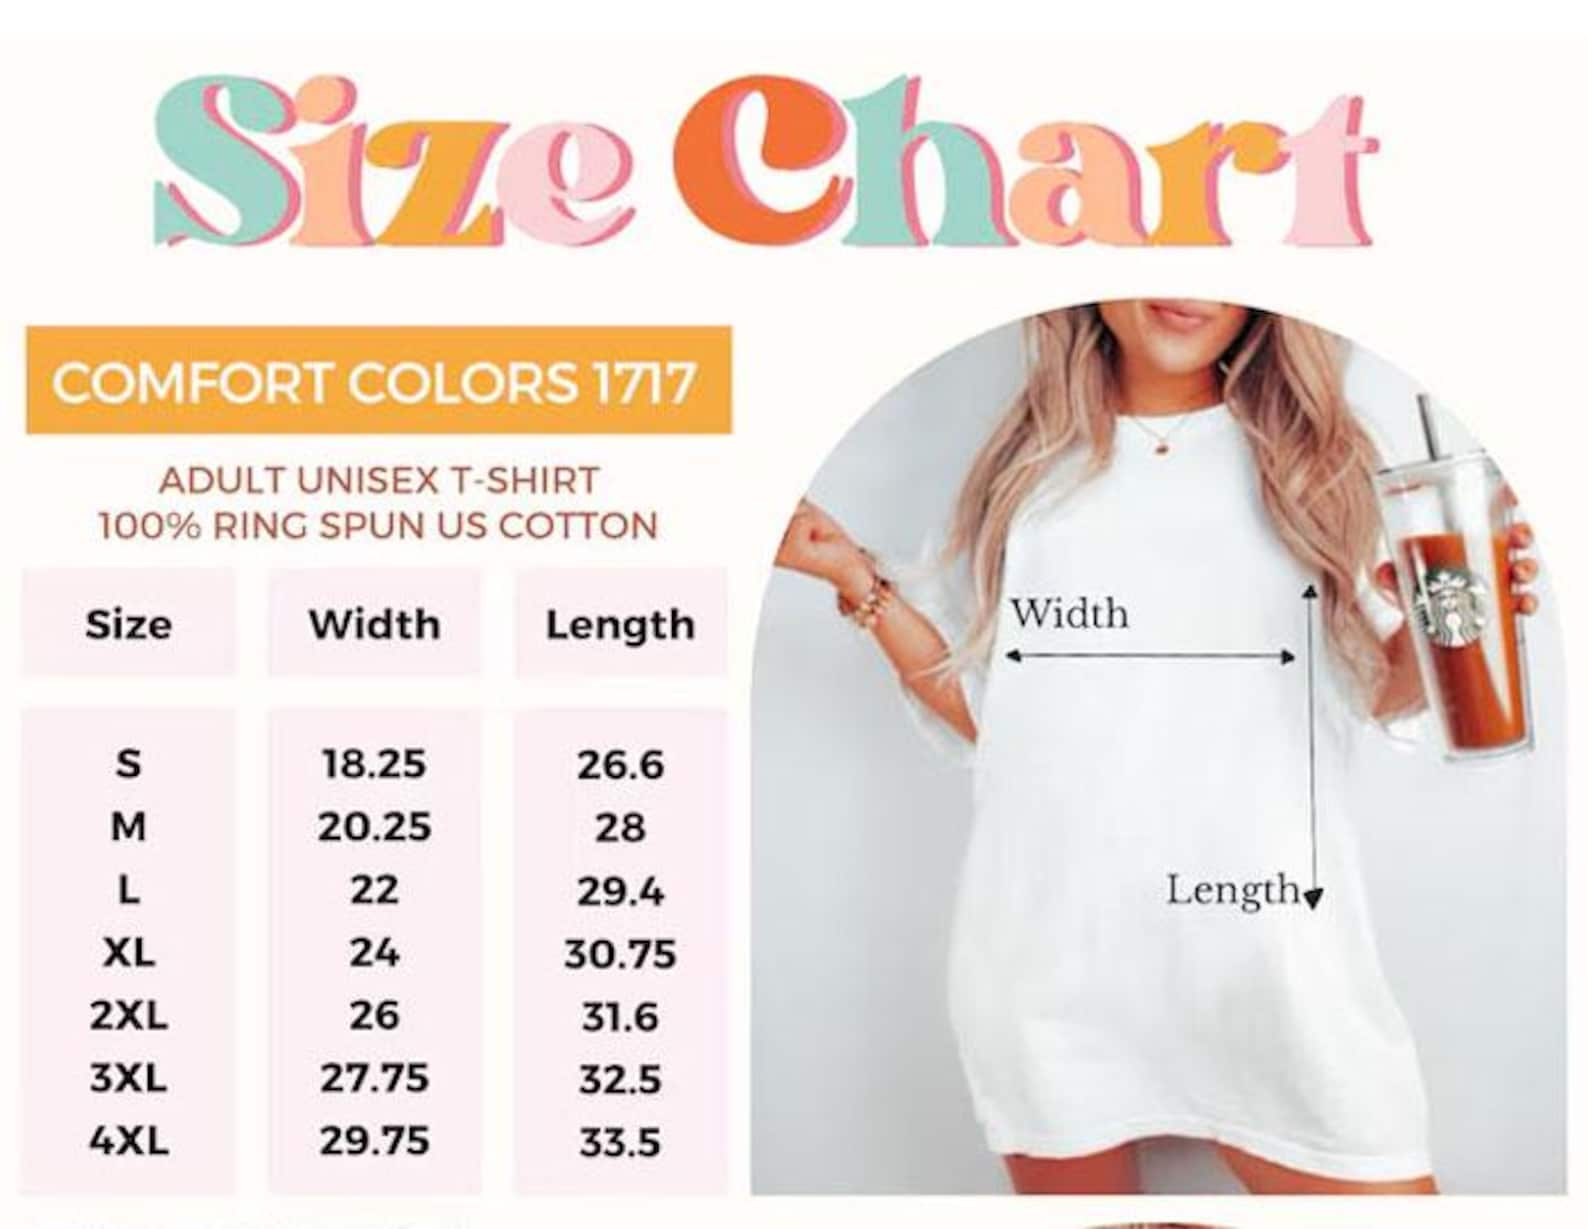 Size Chart
COMFORT COLORS 1717
ADULT UNISEX T-SHIRT
100% RING SPUN US COTTON
Size Width Length
S 18.25 26.6
M 20.25 28
L 22 29.4
XL 24 30.75
2XL 26 31.6
3XL 27.75 32.5
4XL 29.75 33.5
Width
Length